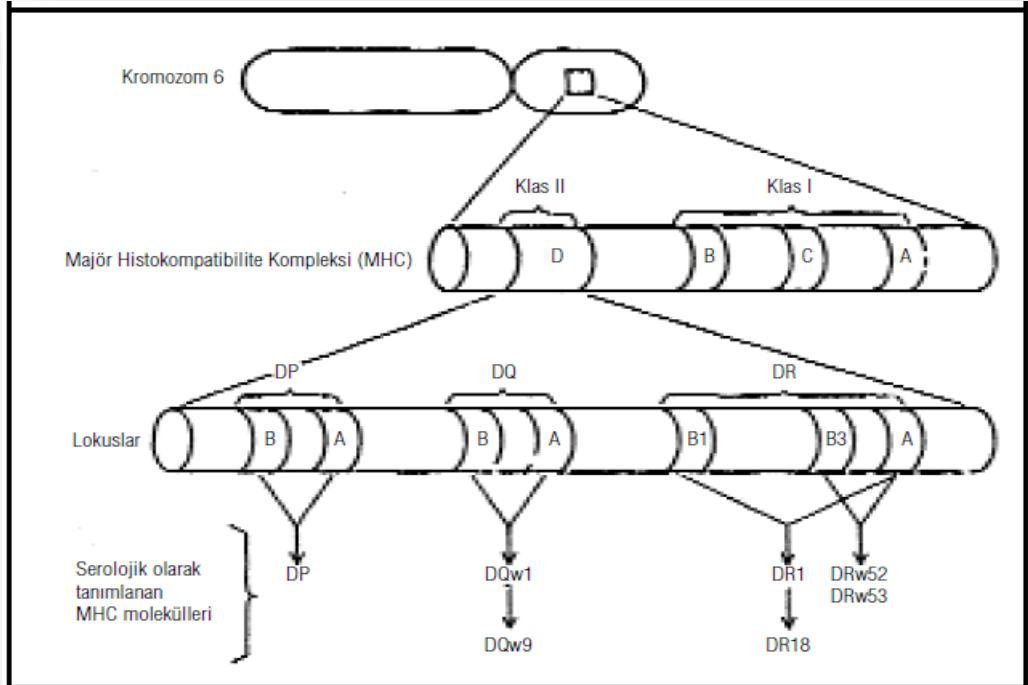 Kromozom 6
Klas II Klas I
Majör Histokompatibilite Kompleksi (MHC) D B C A
DP DQ DR
Lokuslar B A B A B1 B3 A
Serolojik olarak
tanımlanan
MHC molekülleri
DP DQw1 DR1 DRw52
DRw53
DQw9 DR18